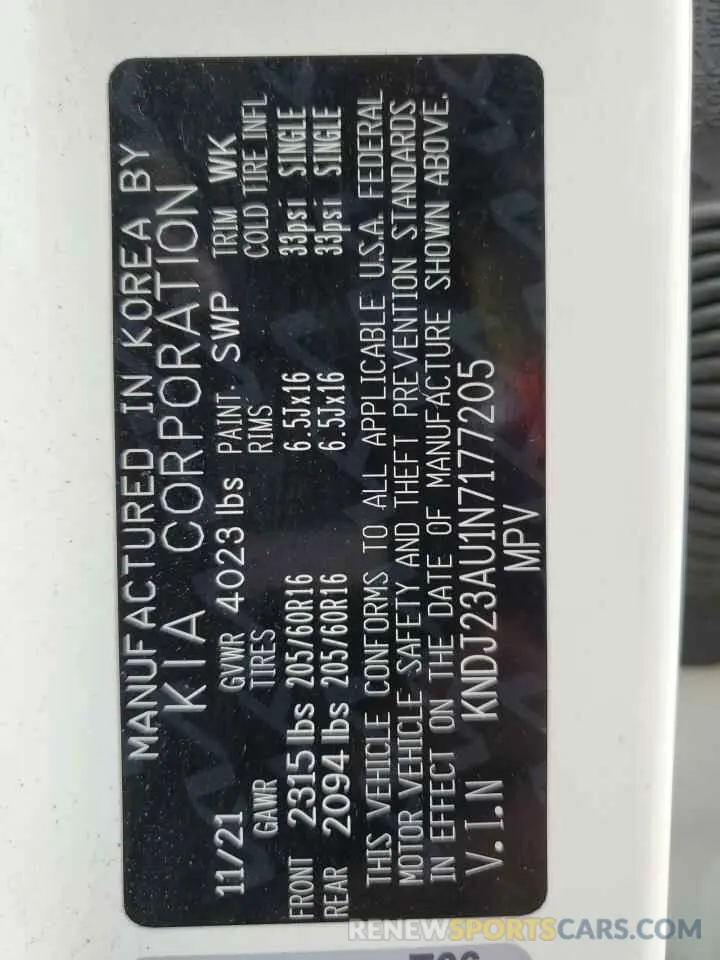 MANUFACTURED IN KOREA BY
KIA CORPORATION
11/21 GVWR 4023 lbs PAINT. SWP TRIM WK
GAWR TIRES RIMS COLD TIRE INFL
FRONT 2315 lbs 205/60R16 6.5Jx16 33psi SINGLE
REAR 2094 lbs 205/60R16 6.5Jx16 33psi SINGLE
THIS VEHICLE CONFORMS TO ALL APPLICABLE U.S.A. FEDERAL
MOTOR VEHICLE SAFETY AND THEFT PREVENTION STANDARDS
IN EFFECT ON THE DATE OF MANUFACTURE SHOWN ABOVE.
V.I.N KNDJ23AU1N7177205
MPV
RENEWSPORTSCARS.COM